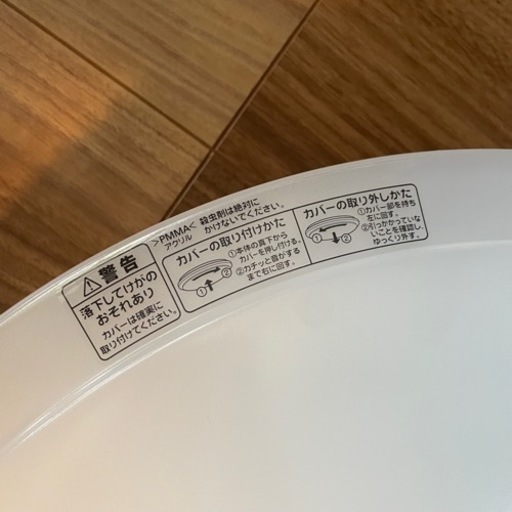 >PMMA<
アクリル
殺虫剤は絶対に
かけないでください。
⚠警告
落下してけがの
おそれあり
カバーは確実に
取り付けてください。
カバーの取り付けかた
①本体の真下から
カバーを押し付ける。
②カチッと音がする
まで右に回す。
① ②
カバーの取り外しかた
①カバー部を持ち
左に回す。
②引っかかっていな
いことを確認し、
ゆっくり外す。
① ②